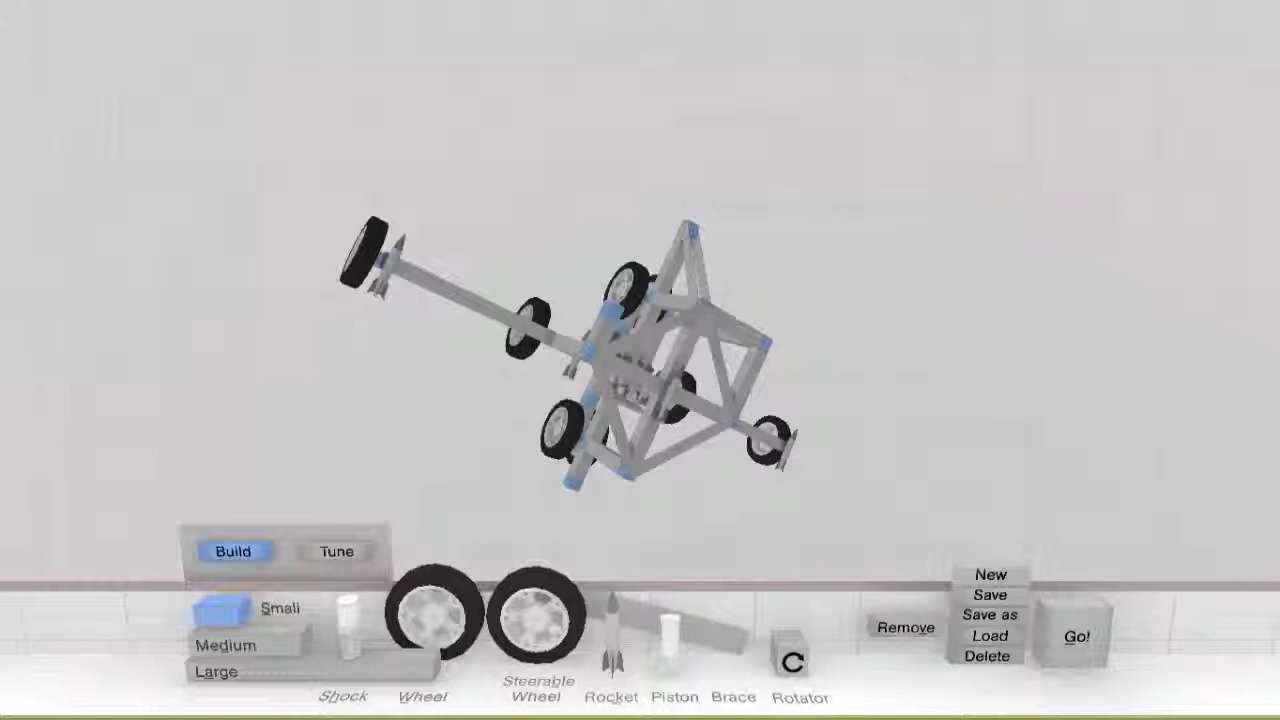 Build
Tune
Small
Medium
Large
Shock
Wheel
Steerable
Wheel
Rocket
Piston
Brace
Rotator
C
Remove
New
Save
Save as
Load
Delete
Go!